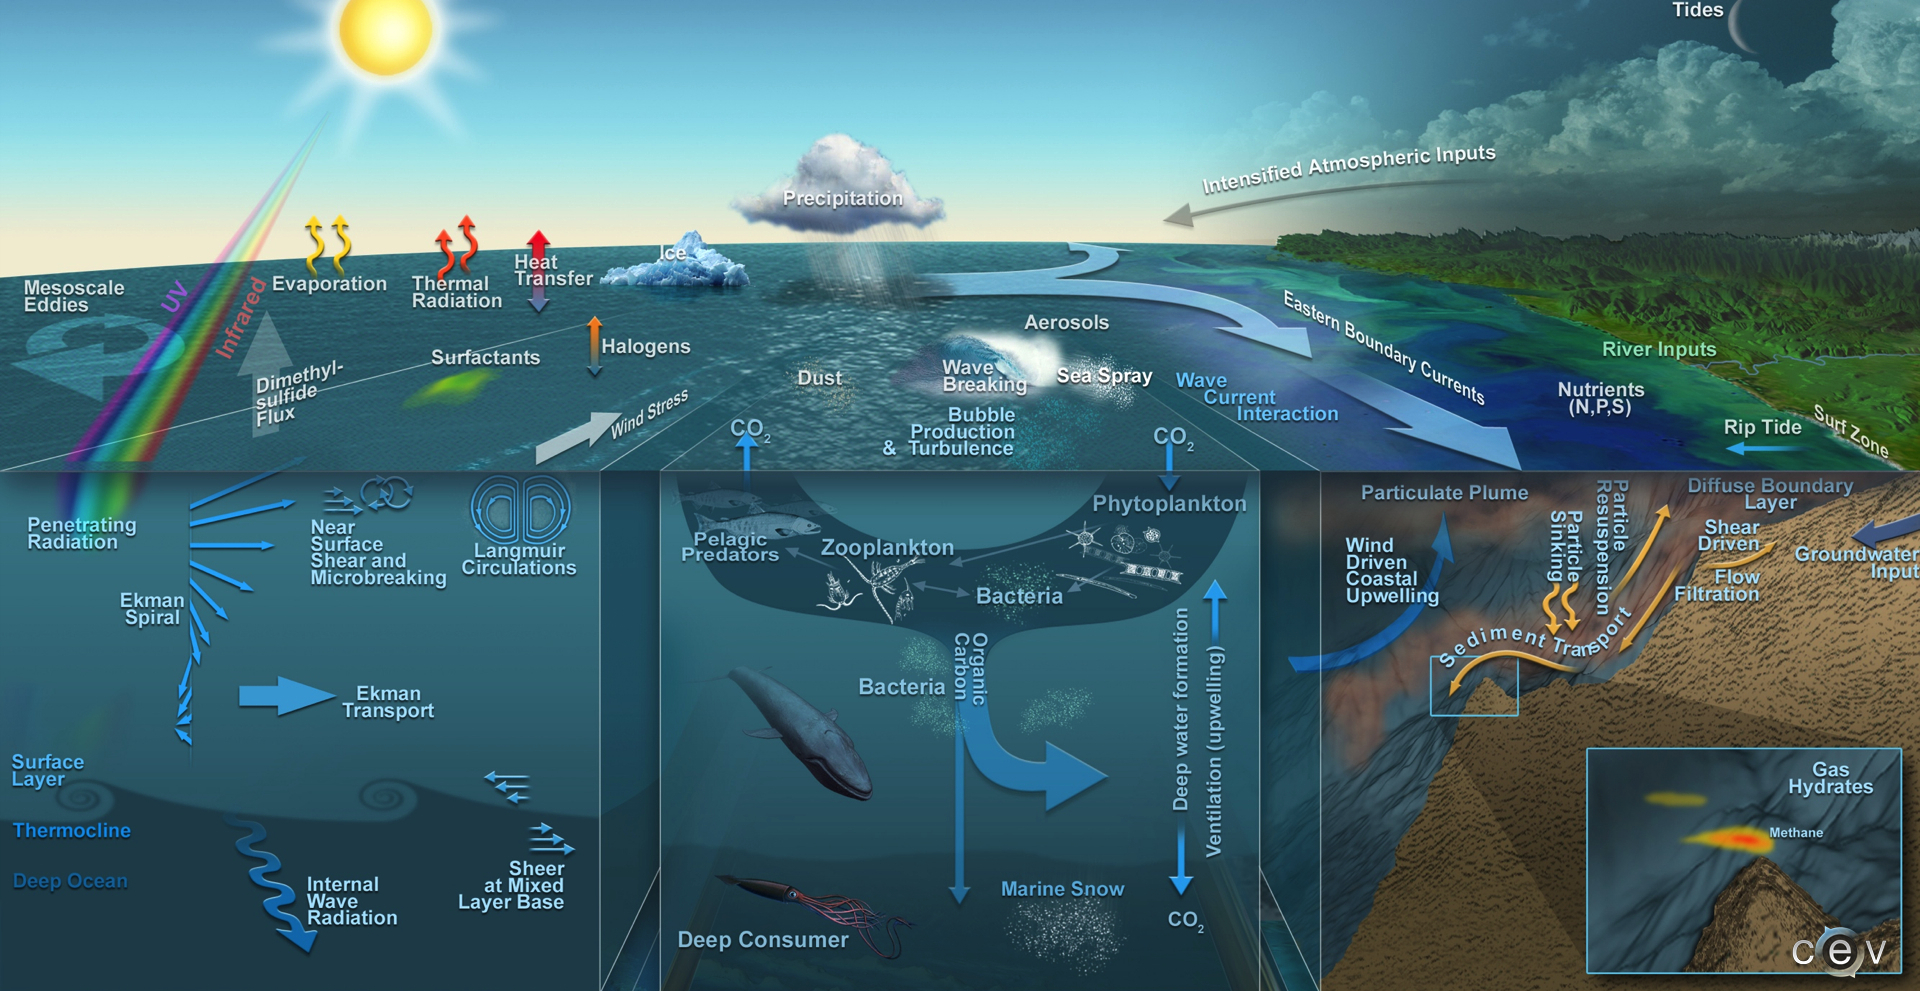 Tides
Intensified Atmospheric Inputs
Precipitation
Ice
Heat
Transfer
Evaporation
Thermal
Radiation
Mesoscale
Eddies
UV
Infrared
Dimethyl-
sulfide
Flux
Surfactants
Halogens
Wind Stress
Aerosols
Dust
Wave
Breaking
Sea Spray
Bubble
Production
& Turbulence
CO2
CO2
Wave
Current
Interaction
Eastern Boundary Currents
River Inputs
Nutrients
(N,P,S)
Rip Tide
Surf Zone
Penetrating
Radiation
Near
Surface
Shear and
Microbreaking
Langmuir
Circulations
Ekman
Spiral
Ekman
Transport
Surface
Layer
Thermocline
Deep Ocean
Internal
Wave
Radiation
Sheer
at Mixed
Layer Base
Pelagic
Predators
Zooplankton
Phytoplankton
Bacteria
Bacteria
Organic
Carbon
Deep water formation
Ventilation (upwelling)
Marine Snow
CO2
Deep Consumer
Particulate Plume
Wind
Driven
Coastal
Upwelling
Particle
Sinking
Particle
Resuspension
Diffuse Boundary
Layer
Shear
Driven
Flow
Filtration
Groundwater
Input
Sediment Transport
Gas
Hydrates
Methane
cev